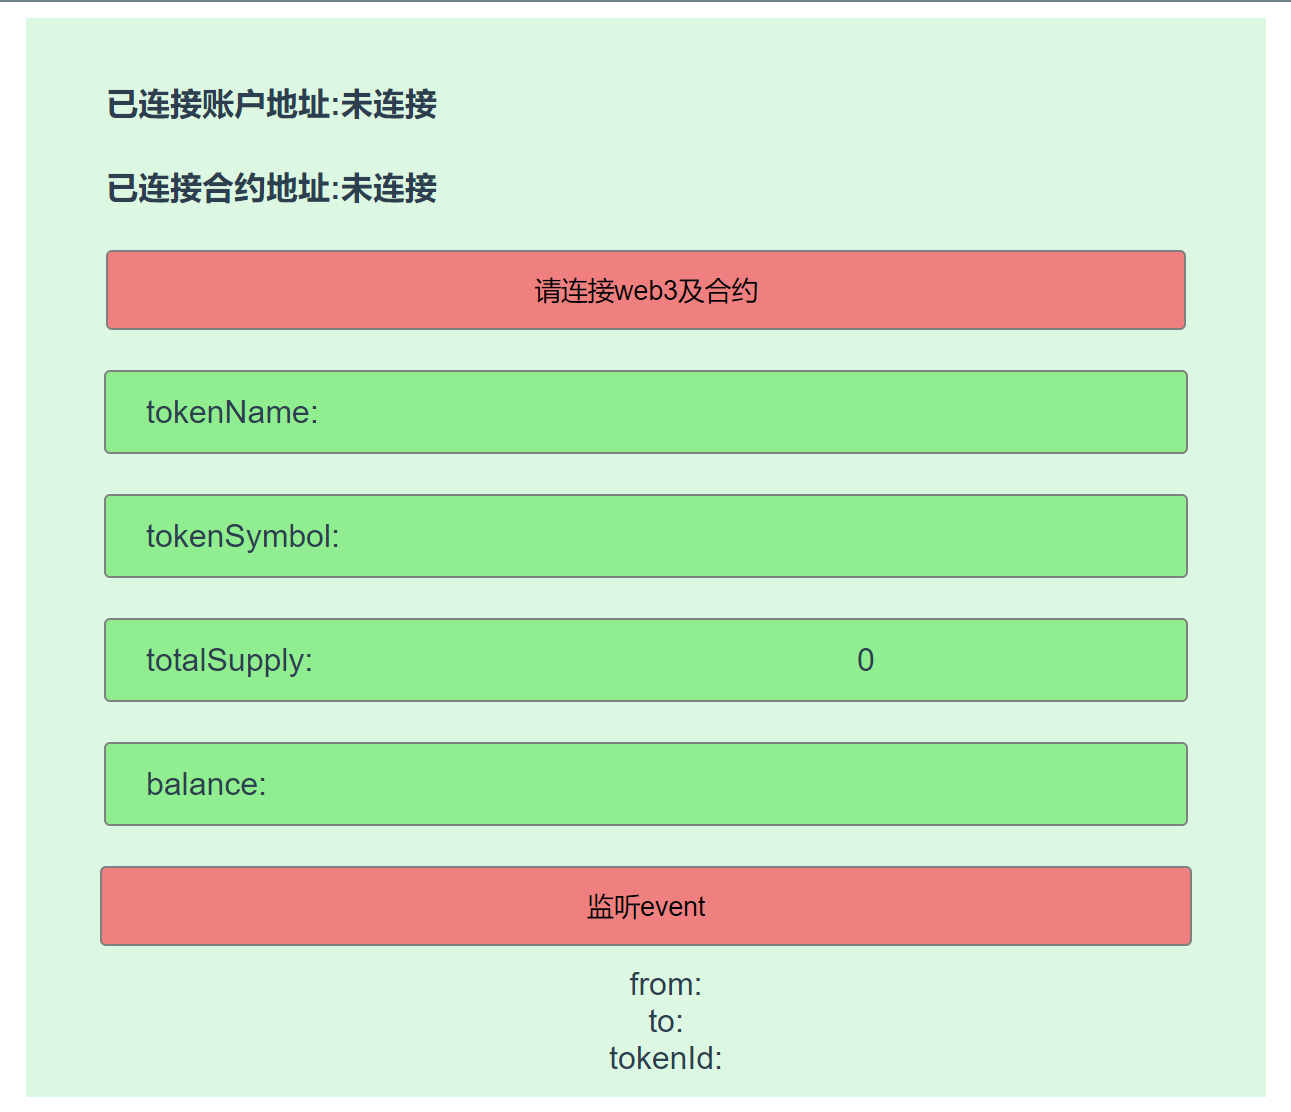 已连接账户地址:未连接
已连接合约地址:未连接
请连接web3及合约
tokenName:
tokenSymbol:
totalSupply: 0
balance:
监听event
from:
to:
tokenId: